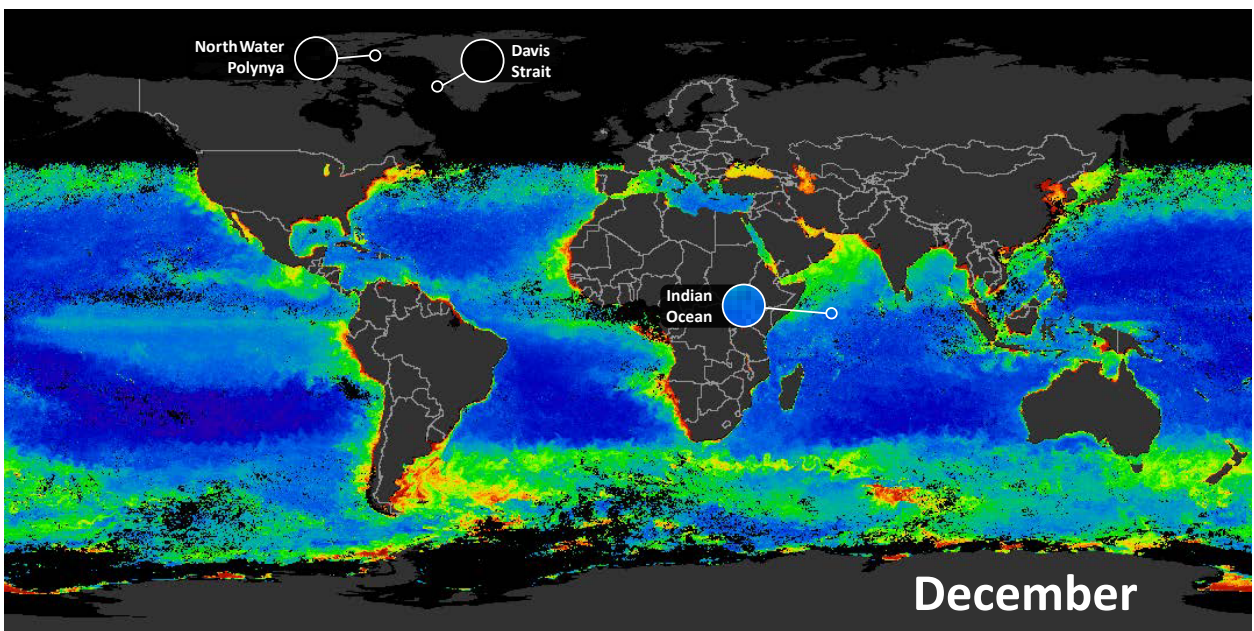 North Water
Polynya
Davis
Strait
Indian
Ocean
December